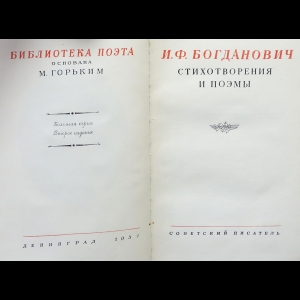 БИБЛИОТЕКА ПОЭТА
ОСНОВАНА
М. ГОРЬКИМ
Большая серия
Второе издание
ЛЕНИНГРАД
И.Ф. БОГДАНОВИЧ
СТИХОТВОРЕНИЯ
И ПОЭМЫ
СОВЕТСКИЙ ПИСАТЕЛЬ